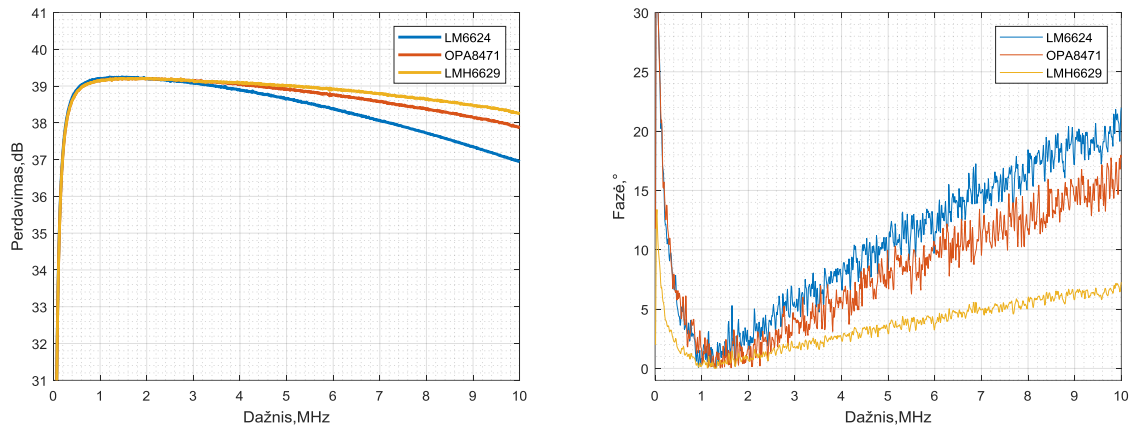 41
40
39
38
37
36
35
34
33
32
31
Perdavimas,dB
0 1 2 3 4 5 6 7 8 9 10
Dažnis,MHz
LM6624
OPA8471
LMH6629
30
25
20
15
10
5
0
Fazė,°
0 1 2 3 4 5 6 7 8 9 10
Dažnis,MHz
LM6624
OPA8471
LMH6629